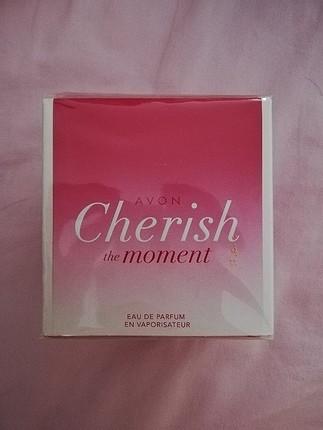 AVON
Cherish
the moment
EAU DE PARFUM
EN VAPORISATEUR